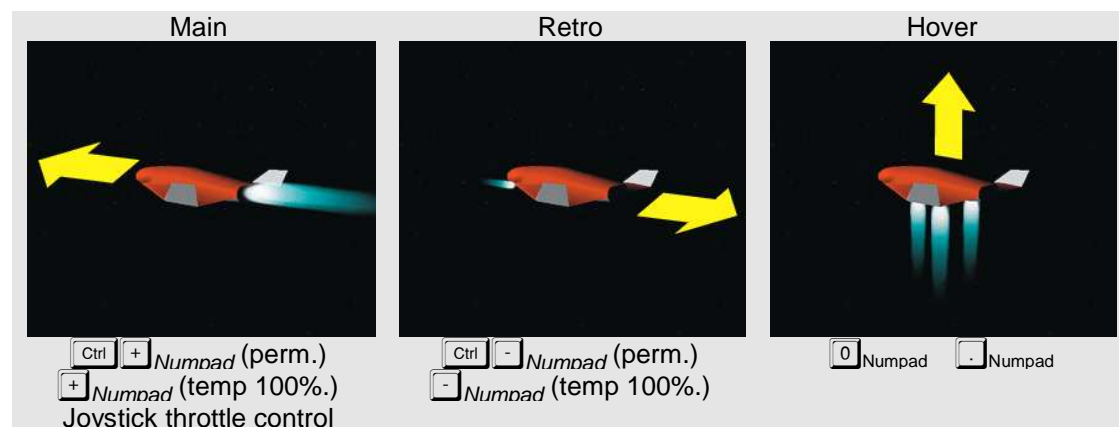 Main
Retro
Hover
Ctrl + Numpad (perm.)
+ Numpad (temp 100%.)
Joystick throttle control
Ctrl - Numpad (perm.)
- Numpad (temp 100%.)
0 Numpad . Numpad